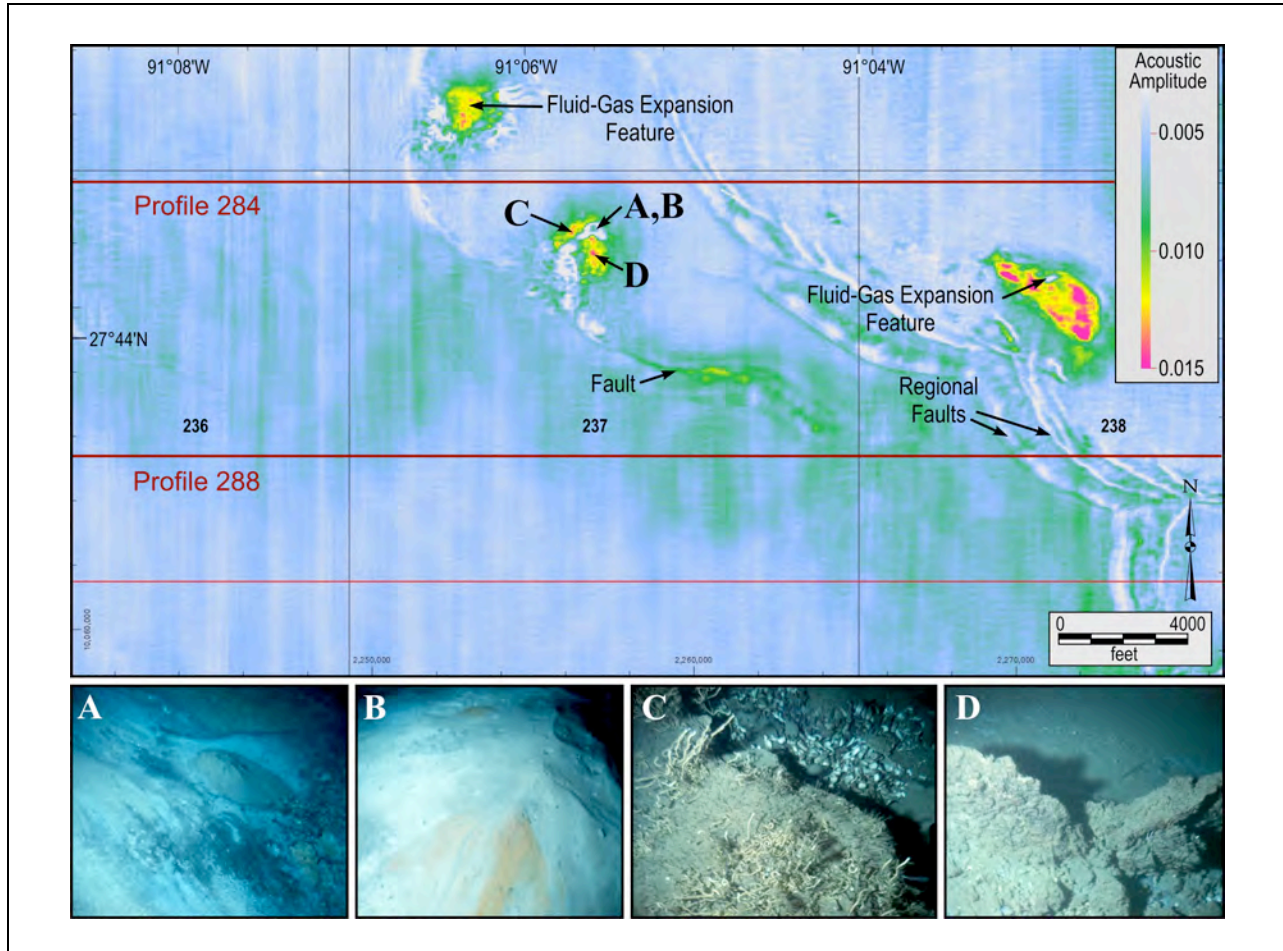 91°08'W
91°06'W
91°04'W
Acoustic
Amplitude
0.005
0.010
0.015
Fluid-Gas Expansion
Feature
Profile 284
C
A,B
D
Fluid-Gas Expansion
Feature
27°44'N
Fault
Regional
Faults
236
237
238
Profile 288
N
0
4000
feet
10,060,000
2,250,000
2,260,000
2,270,000
A
B
C
D